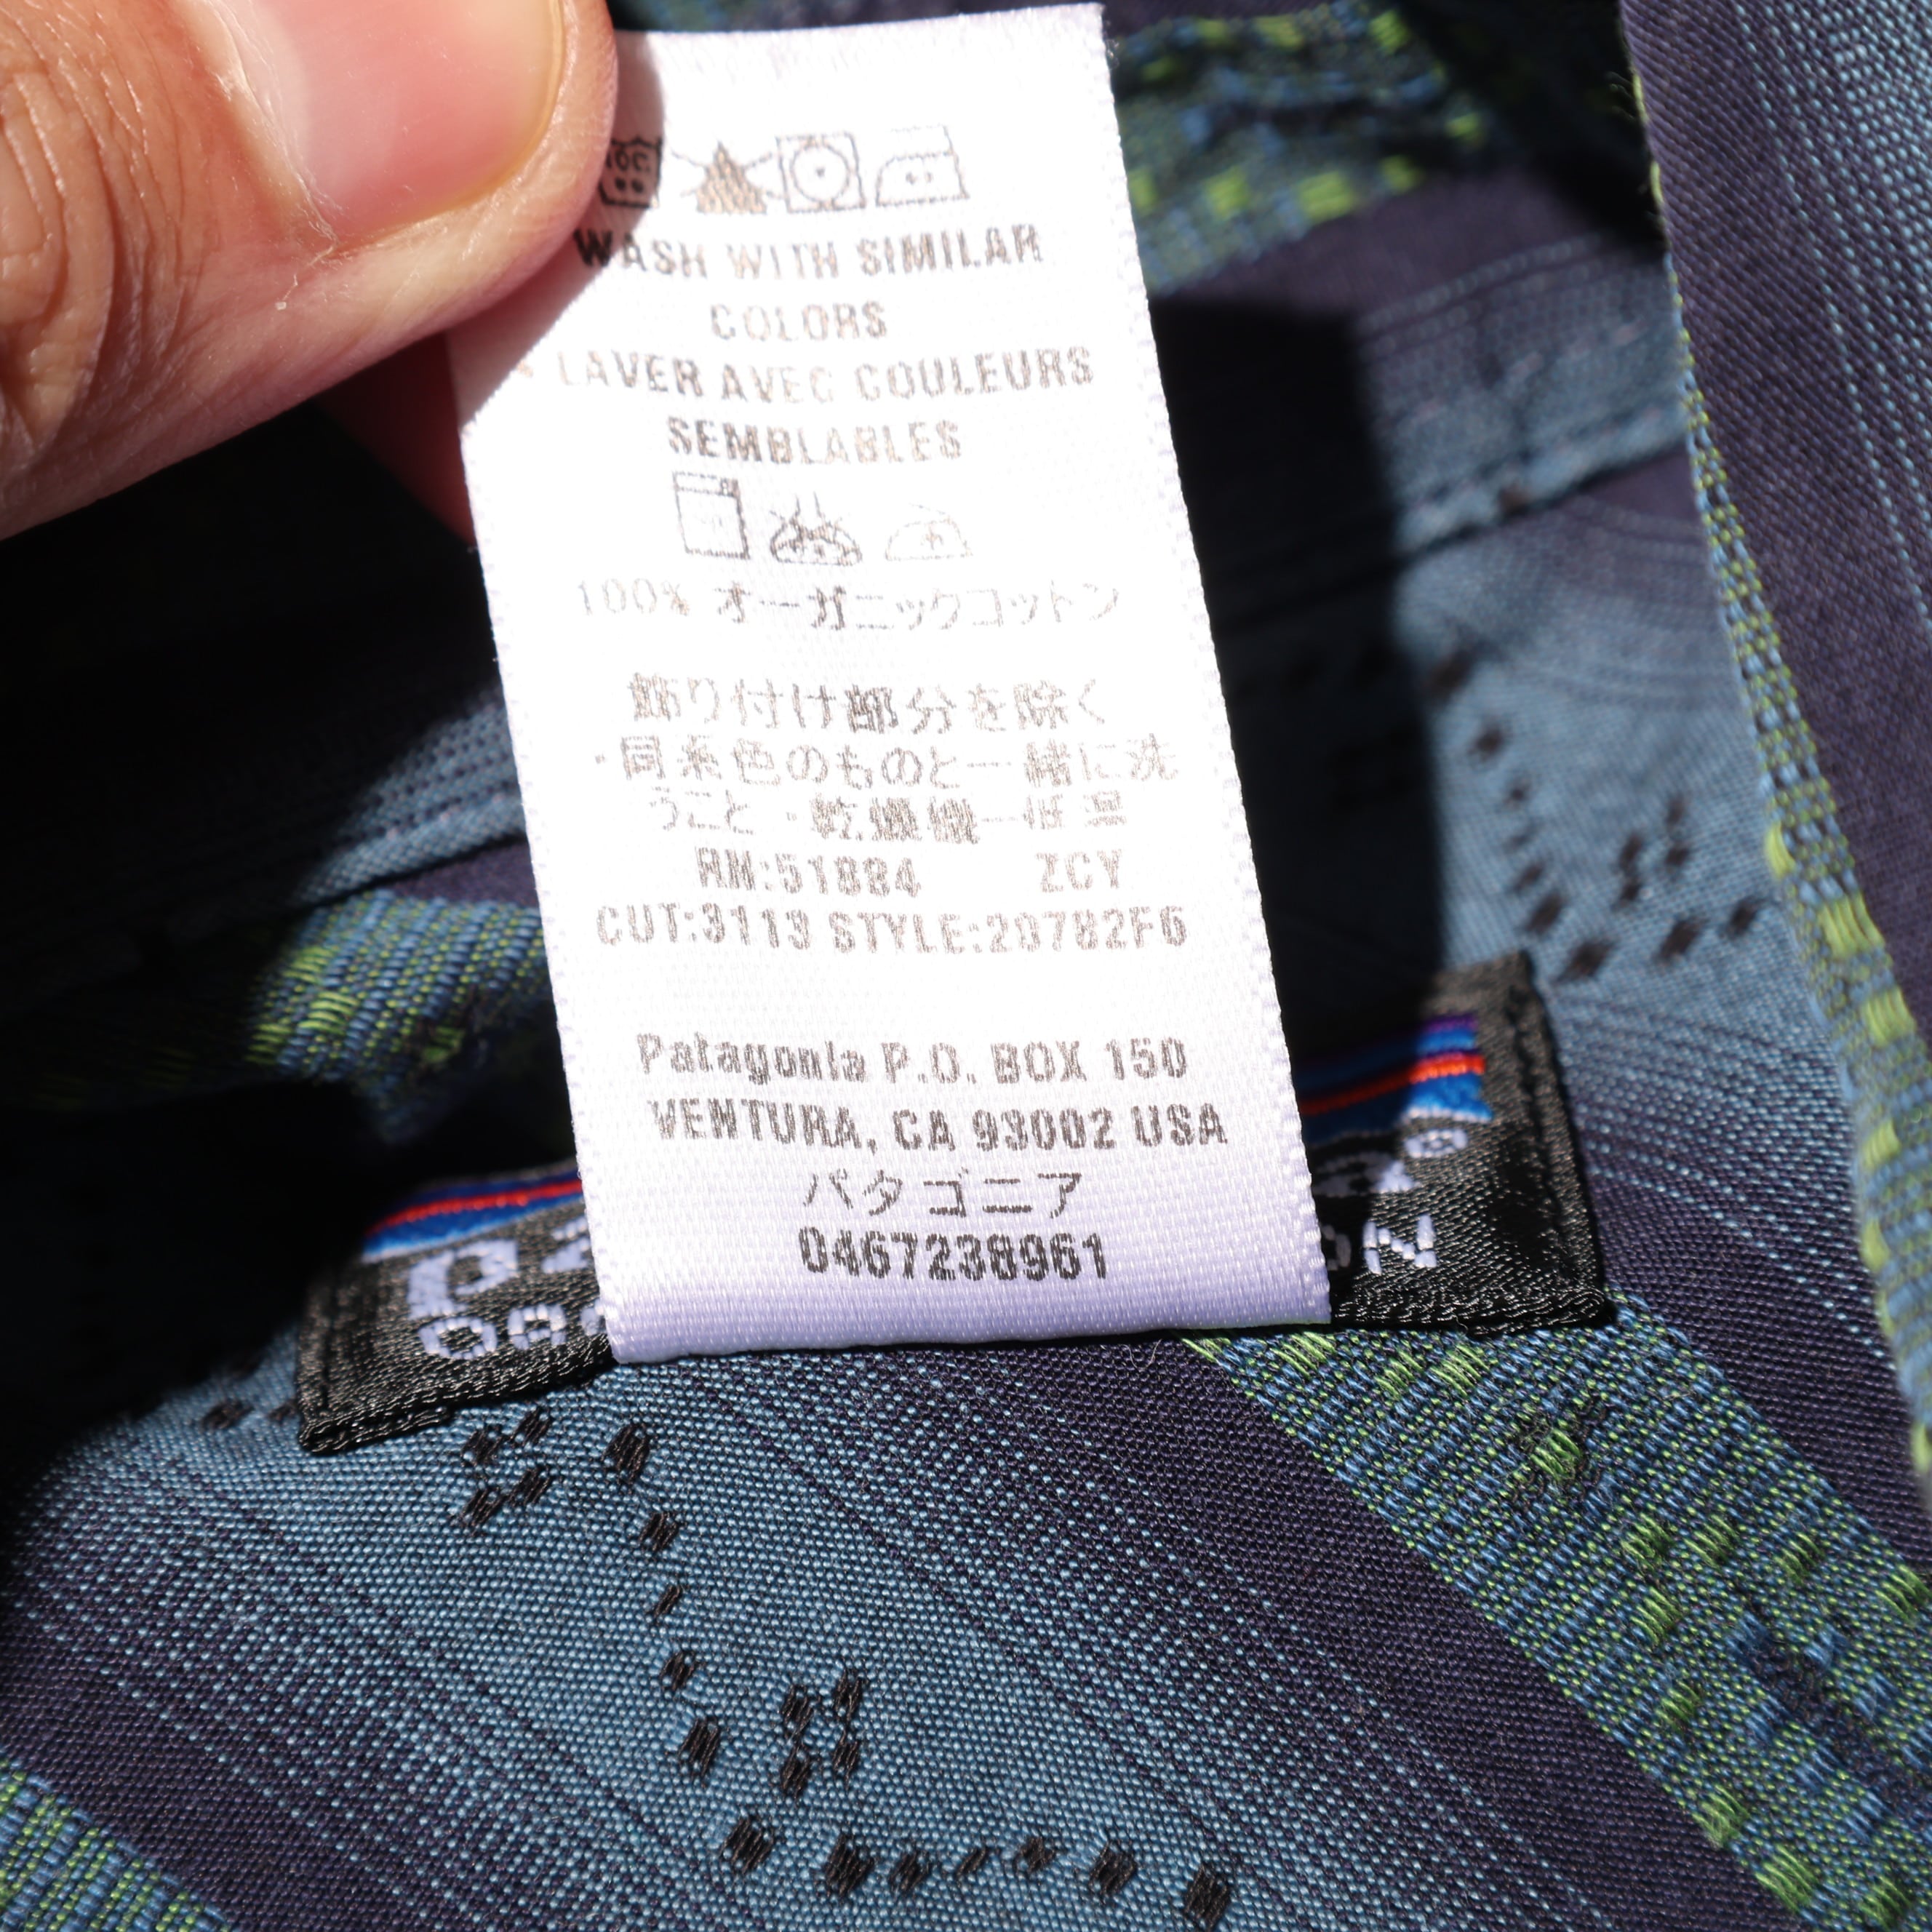 WASH WITH SIMILAR
COLORS
LAVER AVEC COULEURS
SEMBLABLES
100% オーガニックコットン
飾り付け部分を除く
・同系色のものと一緒に洗
うこと・乾燥機―低温
RN:51884 ZCY
CUT:3113 STYLE:20782F6
Patagonia P.O. BOX 150
VENTURA, CA 93002 USA
パタゴニア
0467238961